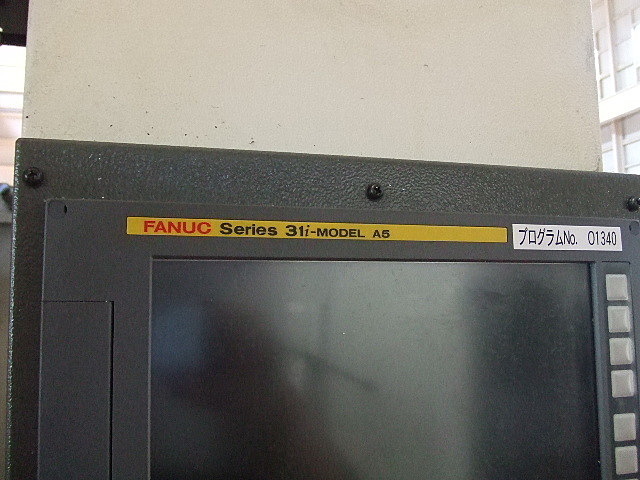 FANUC Series 31i-MODEL A5
プログラムNo. O1340